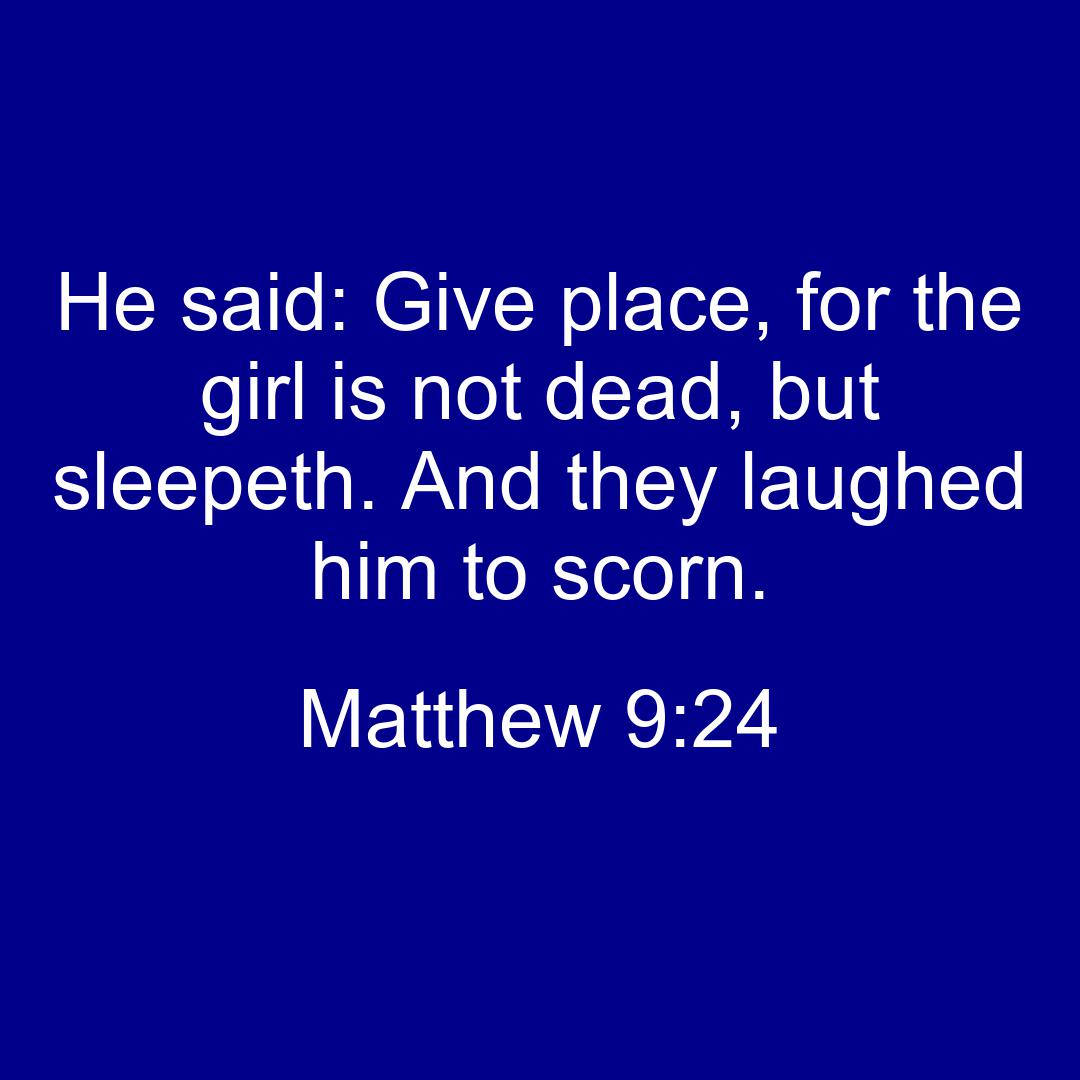 He said: Give place, for the
girl is not dead, but
sleepeth. And they laughed
him to scorn.
Matthew 9:24